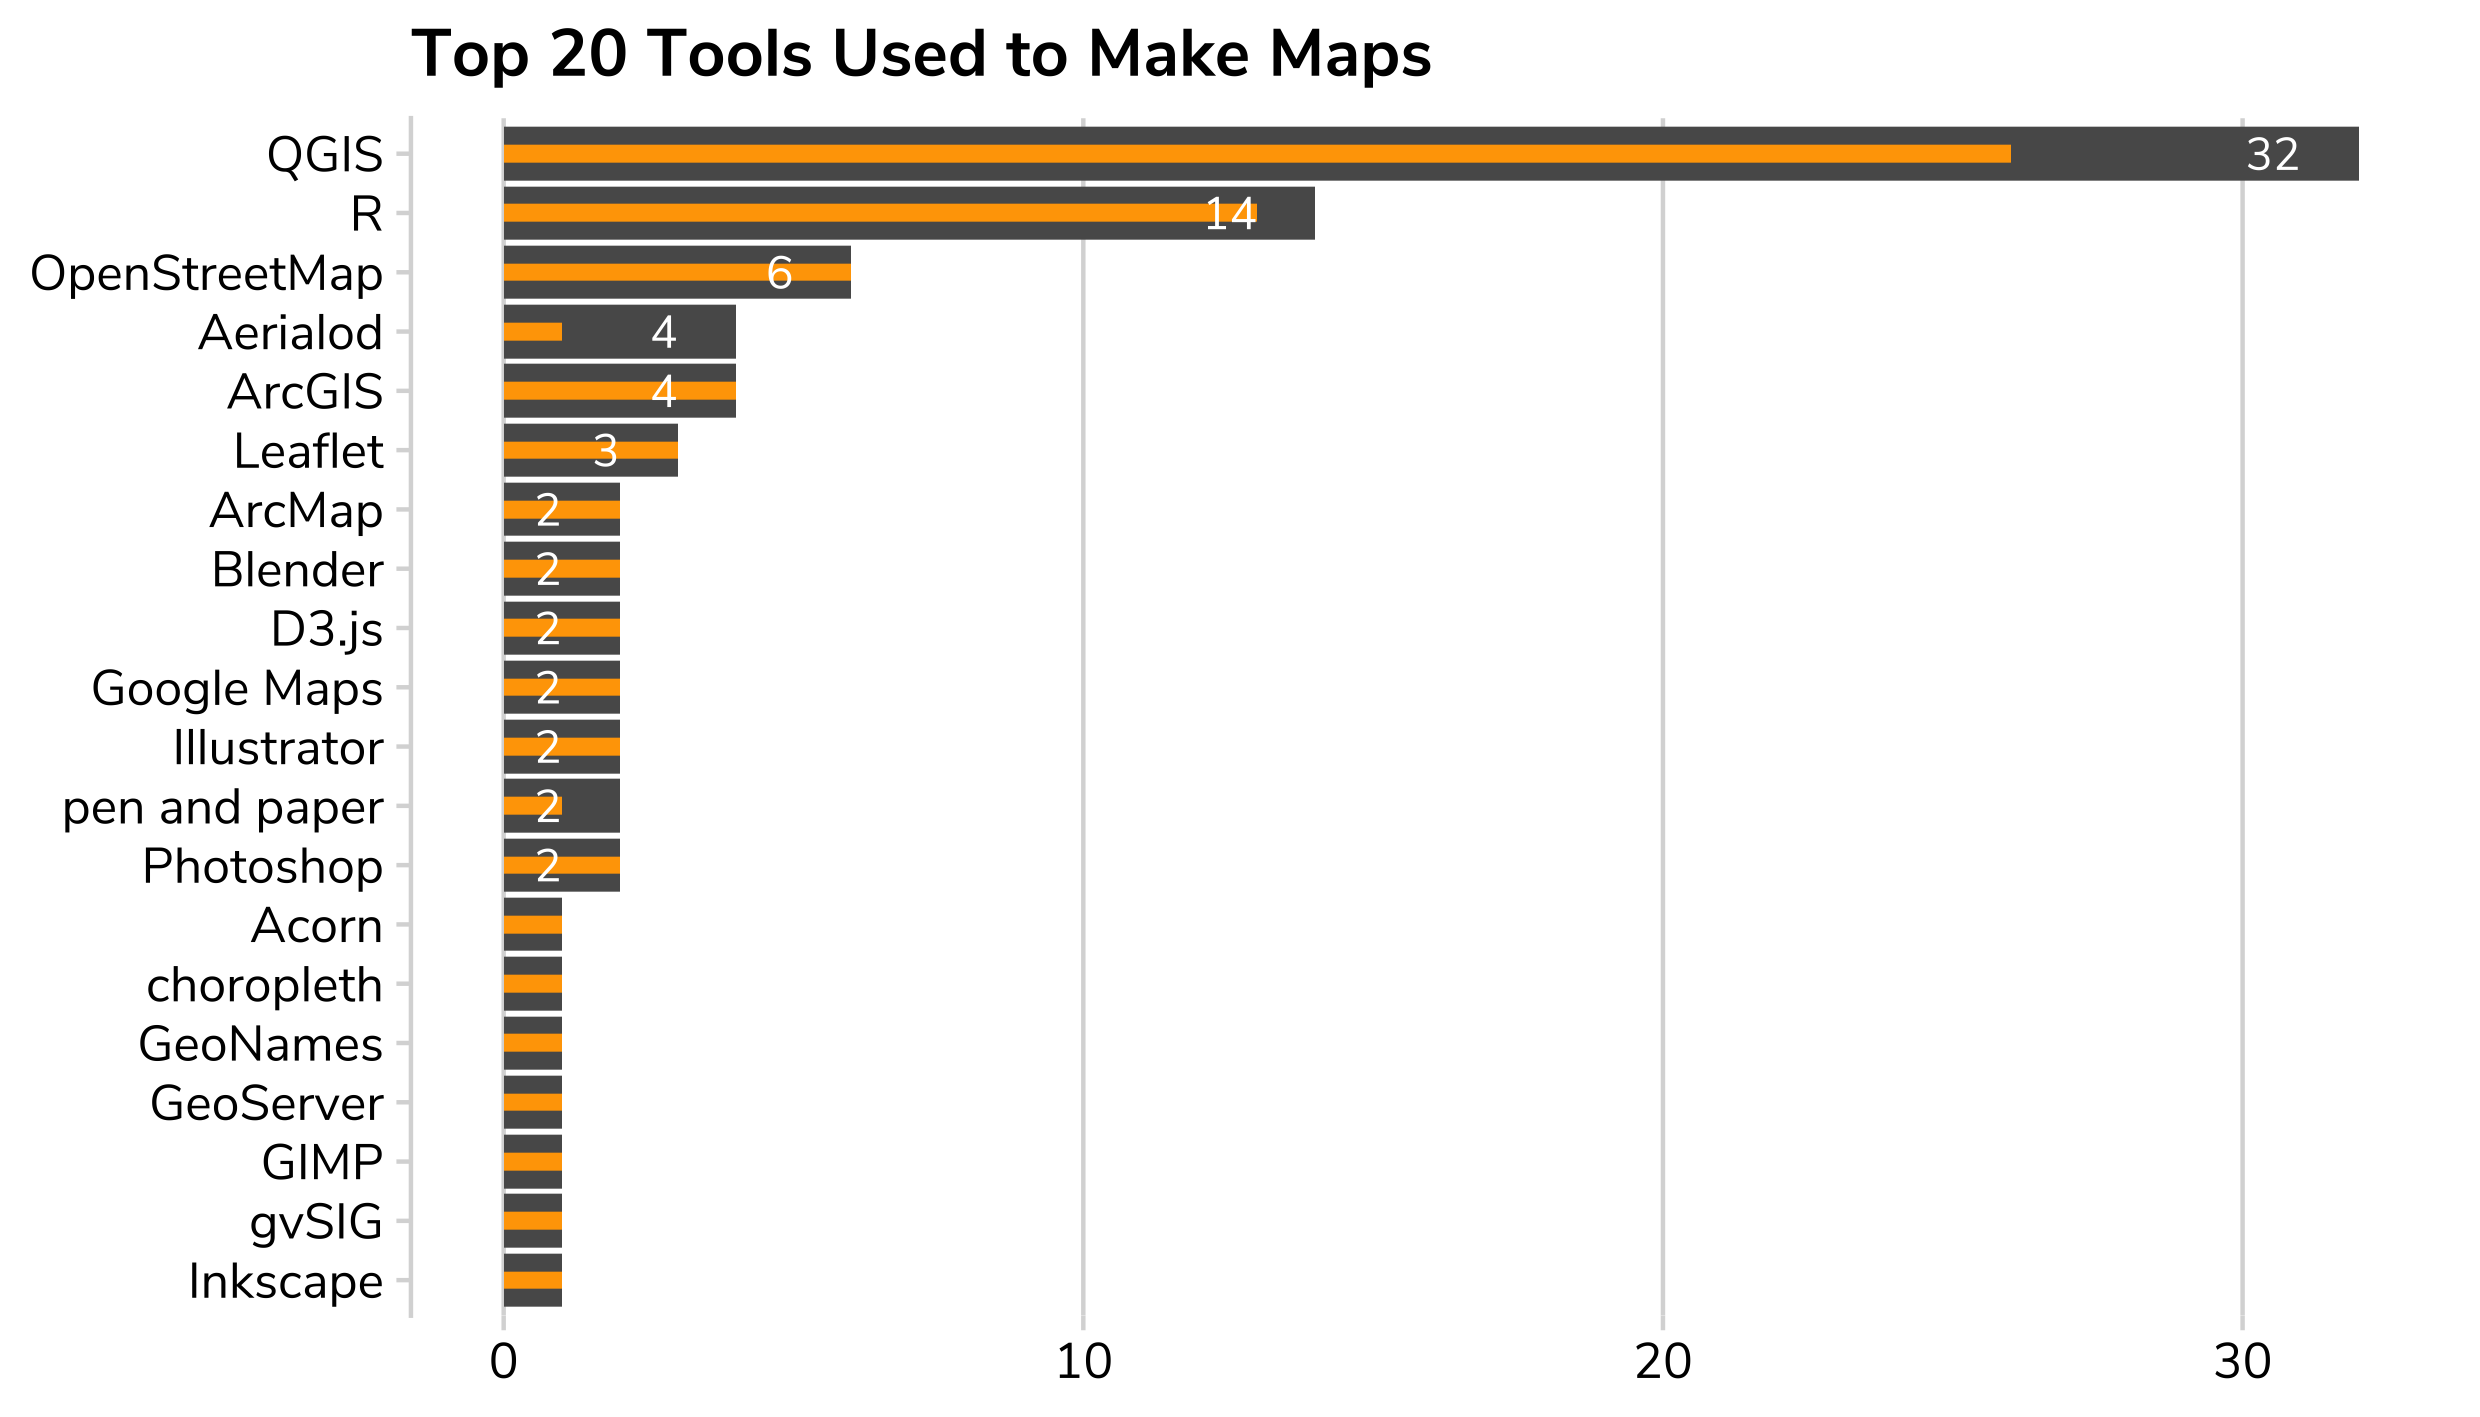 Top 20 Tools Used to Make Maps
QGIS 32
R 14
OpenStreetMap 6
Aerialod 4
ArcGIS 4
Leaflet 3
ArcMap 2
Blender 2
D3.js 2
Google Maps 2
Illustrator 2
pen and paper 2
Photoshop 2
Acorn
choropleth
GeoNames
GeoServer
GIMP
gvSIG
Inkscape
0 10 20 30